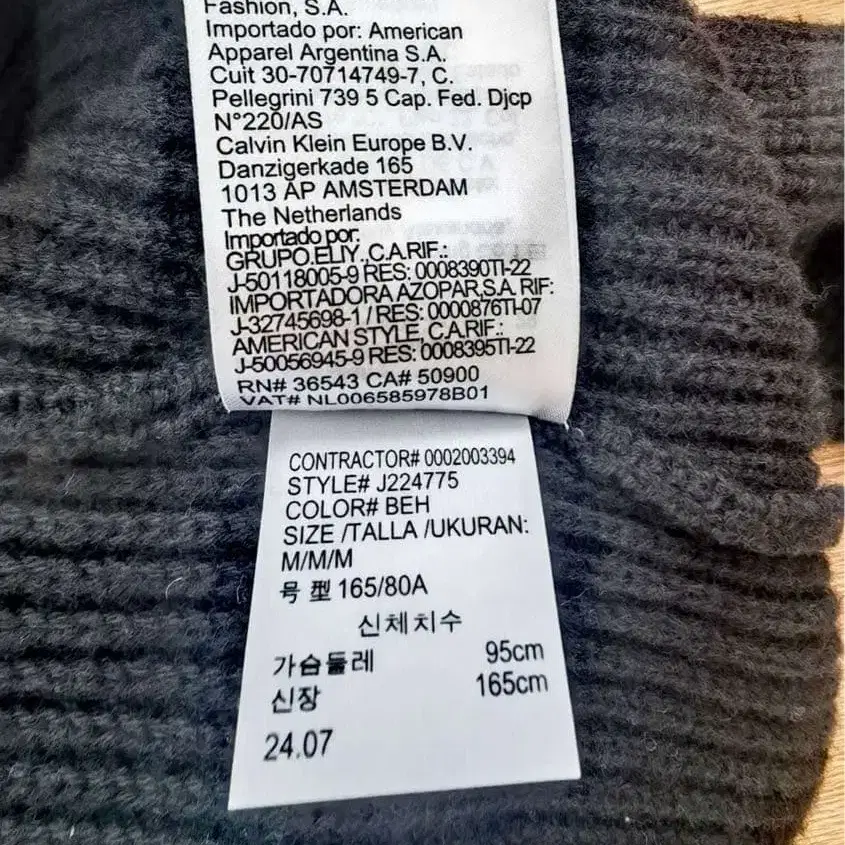 Fashion, S.A.
Importado por: American
Apparel Argentina S.A.
Cuit 30-70714749-7, C.
Pellegrini 739 5 Cap. Fed. Djcp
N°220/AS
Calvin Klein Europe B.V.
Danzigerkade 165
1013 AP AMSTERDAM
The Netherlands
Importado por:
GRUPO.ELIY.,C.A.RIF.:
J-50118005-9 RES: 0008390TI-22
IMPORTADORA AZOPAR,S.A. RIF:
J-32745698-1 / RES: 0000876TI-07
AMERICAN STYLE, C.A.RIF.:
J-50056945-9 RES: 0008395TI-22
RN# 36543 CA# 50900
VAT# NL006585978B01
CONTRACTOR# 0002003394
STYLE# J224775
COLOR# BEH
SIZE /TALLA /UKURAN:
M/M/M
号 型 165/80A
신체치수
가슴둘레 95cm
신장 165cm
24.07